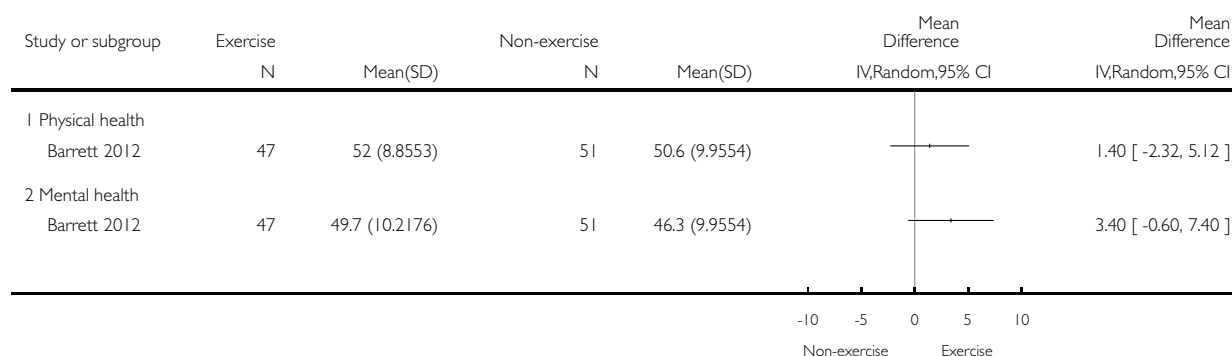 Study or subgroup Exercise Non-exercise Mean Difference Mean Difference
N Mean(SD) N Mean(SD) IV,Random,95% CI IV,Random,95% CI
1 Physical health
Barrett 2012 47 52 (8.8553) 51 50.6 (9.9554) 1.40 [ -2.32, 5.12 ]
2 Mental health
Barrett 2012 47 49.7 (10.2176) 51 46.3 (9.9554) 3.40 [ -0.60, 7.40 ]
-10 -5 0 5 10
Non-exercise Exercise